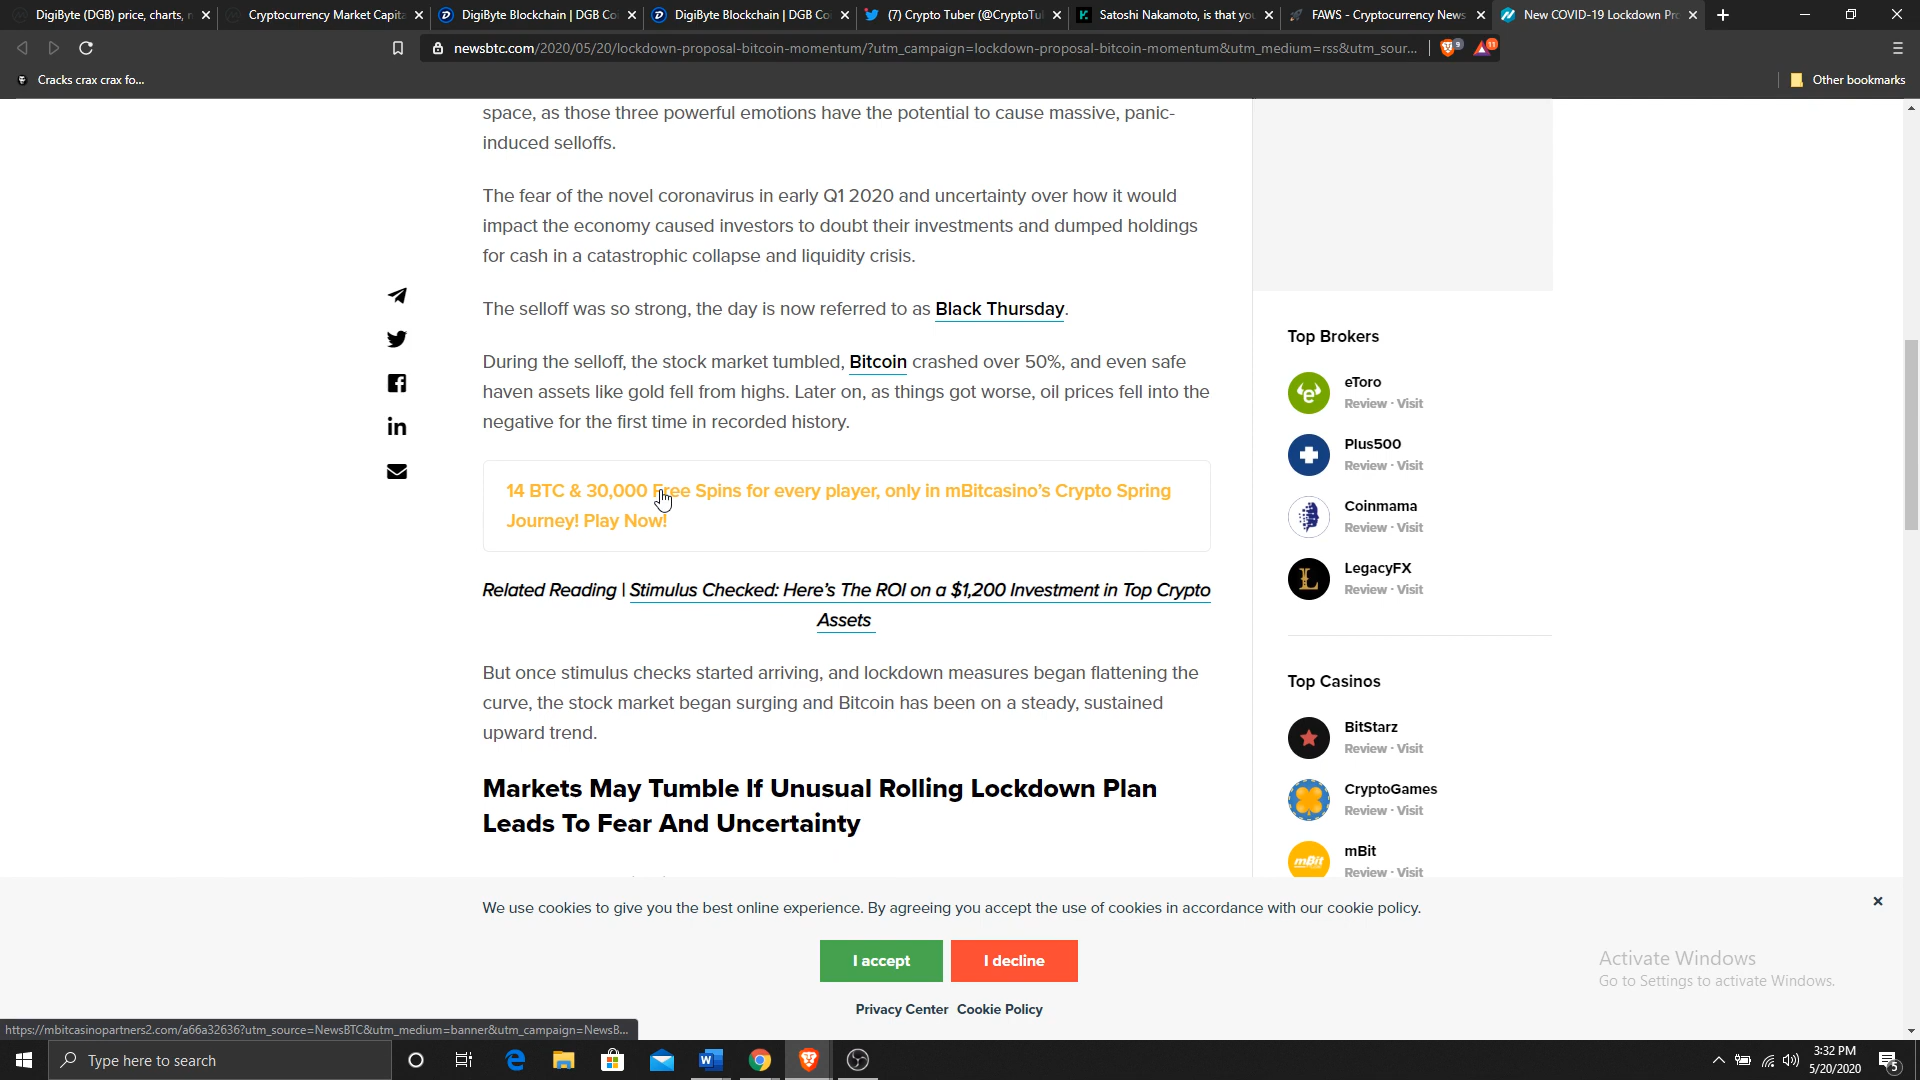 DigiByte (DGB) price, charts,
Cryptocurrency Market Capita
DigiByte Blockchain | DGB Co
DigiByte Blockchain | DGB Co
(7) Crypto Tuber (@CryptoTu
Satoshi Nakamoto, is that yo
FAWS - Cryptocurrency News
New COVID-19 Lockdown Pr
newsbtc.com/2020/05/20/lockdown-proposal-bitcoin-momentum/?utm_campaign=lockdown-proposal-bitcoin-momentum&utm_medium=rss&utm_sour...
9
11
Cracks crax crax fo...
Other bookmarks
space, as those three powerful emotions have the potential to cause massive, panic-
induced selloffs.
The fear of the novel coronavirus in early Q1 2020 and uncertainty over how it would
impact the economy caused investors to doubt their investments and dumped holdings
for cash in a catastrophic collapse and liquidity crisis.
The selloff was so strong, the day is now referred to as Black Thursday.
During the selloff, the stock market tumbled, Bitcoin crashed over 50%, and even safe
haven assets like gold fell from highs. Later on, as things got worse, oil prices fell into the
negative for the first time in recorded history.
14 BTC & 30,000 Free Spins for every player, only in mBitcasino's Crypto Spring
Journey! Play Now!
Related Reading | Stimulus Checked: Here's The ROI on a $1,200 Investment in Top Crypto
Assets
But once stimulus checks started arriving, and lockdown measures began flattening the
curve, the stock market began surging and Bitcoin has been on a steady, sustained
upward trend.
Markets May Tumble If Unusual Rolling Lockdown Plan
Leads To Fear And Uncertainty
Top Brokers
eToro
Review · Visit
Plus500
Review · Visit
Coinmama
Review · Visit
LegacyFX
Review · Visit
Top Casinos
BitStarz
Review · Visit
CryptoGames
Review · Visit
mBit
mBit
Review · Visit
We use cookies to give you the best online experience. By agreeing you accept the use of cookies in accordance with our cookie policy.
I accept
I decline
Privacy Center Cookie Policy
Activate Windows
Go to Settings to activate Windows.
https://mbitcasinopartners2.com/a66a32636?utm_source=NewsBTC&utm_medium=banner&utm_campaign=NewsB...
Type here to search
3:32 PM
5/20/2020
5